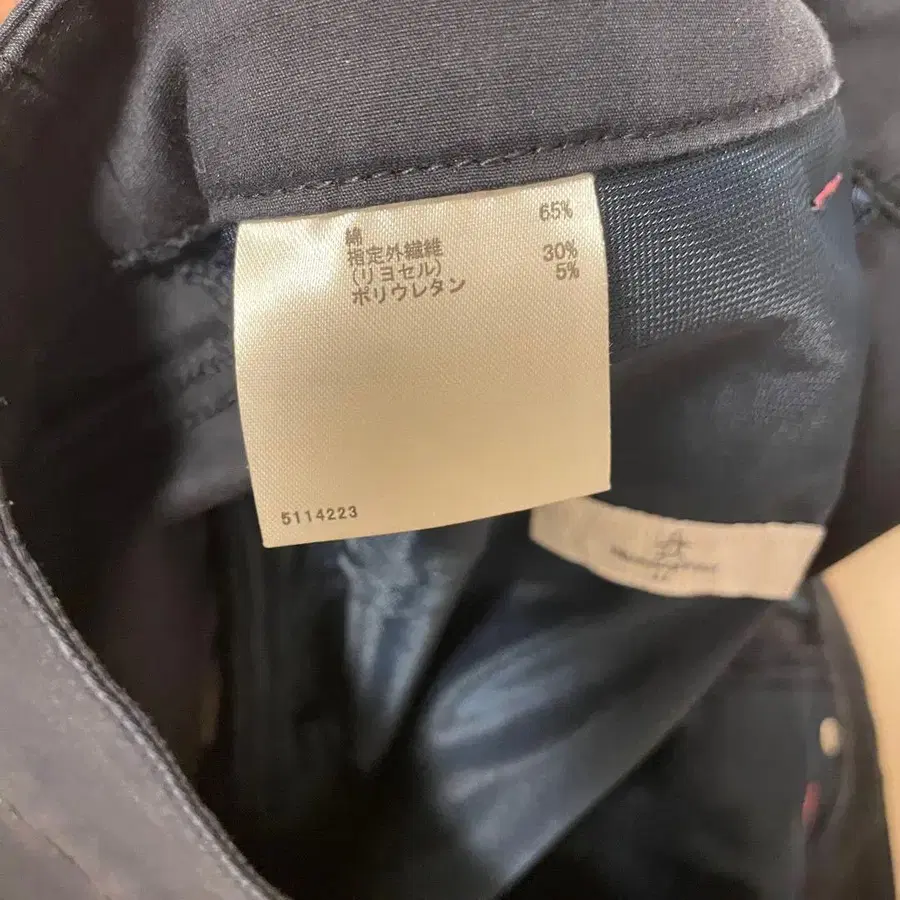 綿 65%
指定外繊維 30%
(リヨセル)
ポリウレタン 5%
5114223